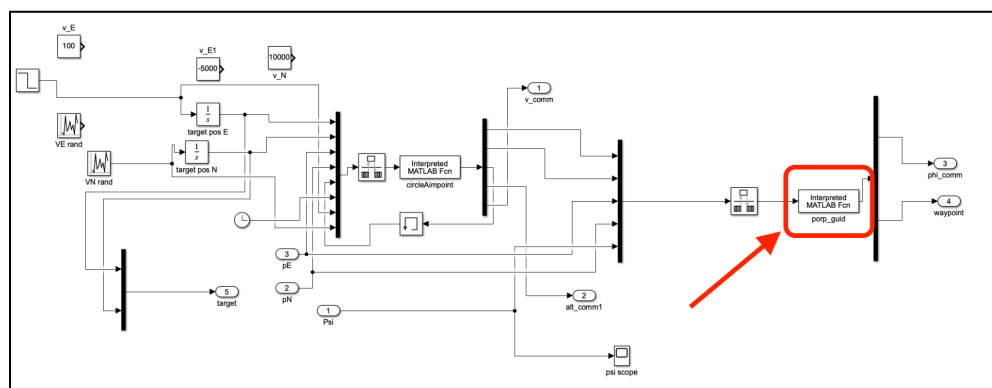 v_E
100
v_E1
-5000
10000
v_N
1
v_comm
1
s
target pos E
VE rand
1
s
target pos N
VN rand
Interpreted
MATLAB Fcn
circleAimpoint
Interpreted
MATLAB Fcn
porp_guid
3
phi_comm
4
waypoint
3
pE
2
pN
5
target
2
alt_comm1
1
Psi
psi scope